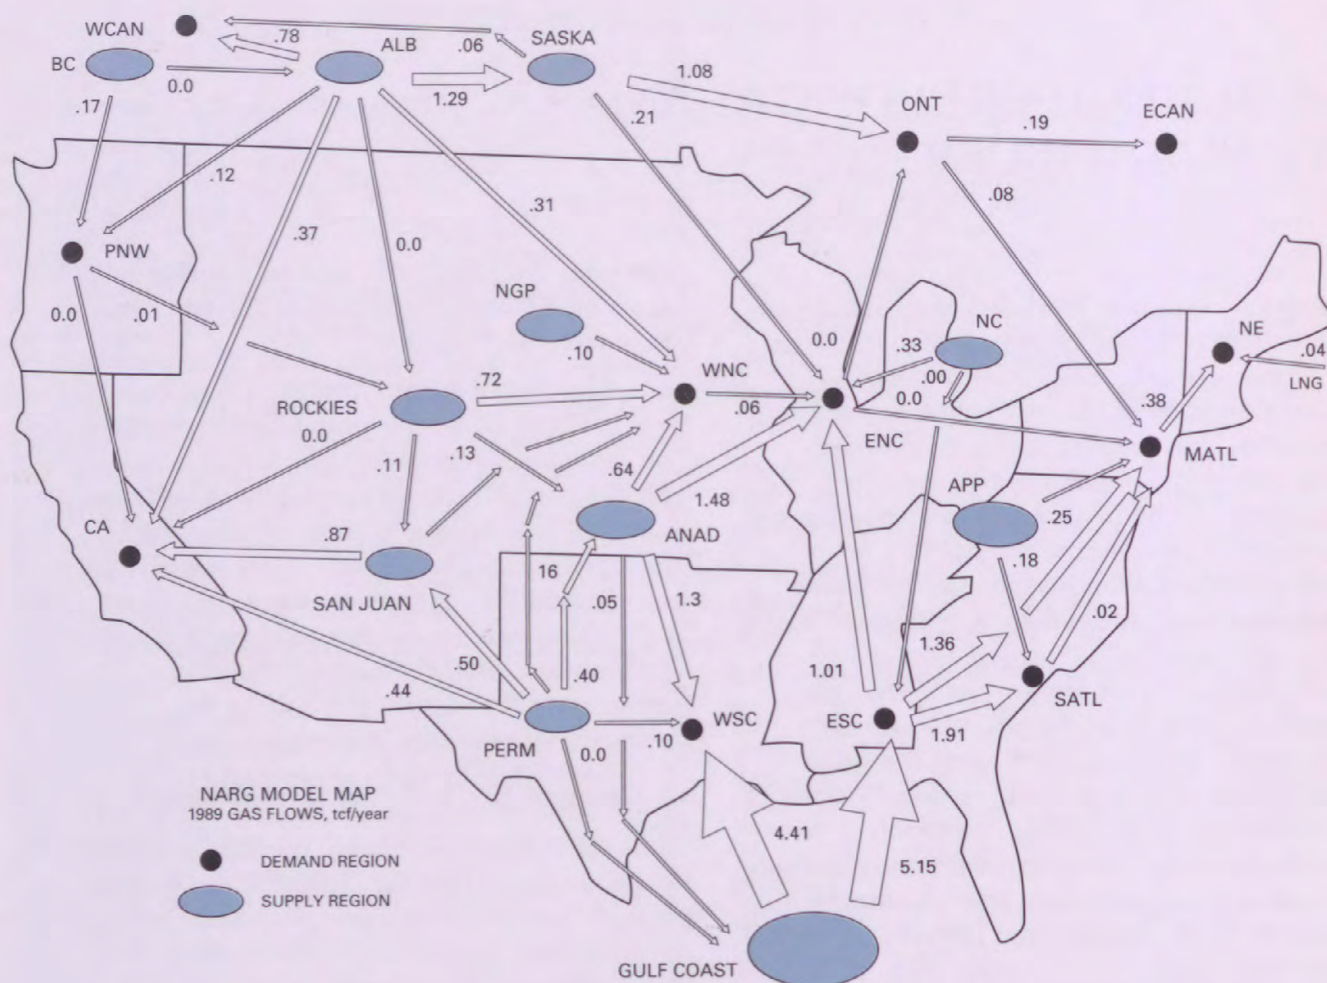 WCAN
.78
ALB
.06
SASKA
BC
0.0
1.29
1.08
.17
.21
ONT
ECAN
.19
.12
.31
.08
.37
PNW
0.0
NGP
0.0
.01
.10
0.0
.33
NC
NE
.04
LNG
.00
WNC
.72
ROCKIES
.06
0.0
.38
0.0
ENC
MATL
.11
.13
.64
1.48
APP
.25
CA
.87
ANAD
16
.18
SAN JUAN
.05
1.3
.02
.50
1.36
.44
.40
1.01
SATL
WSC
ESC
PERM
0.0
.10
1.91
NARG MODEL MAP
1989 GAS FLOWS, tcf/year
4.41
5.15
DEMAND REGION
SUPPLY REGION
GULF COAST